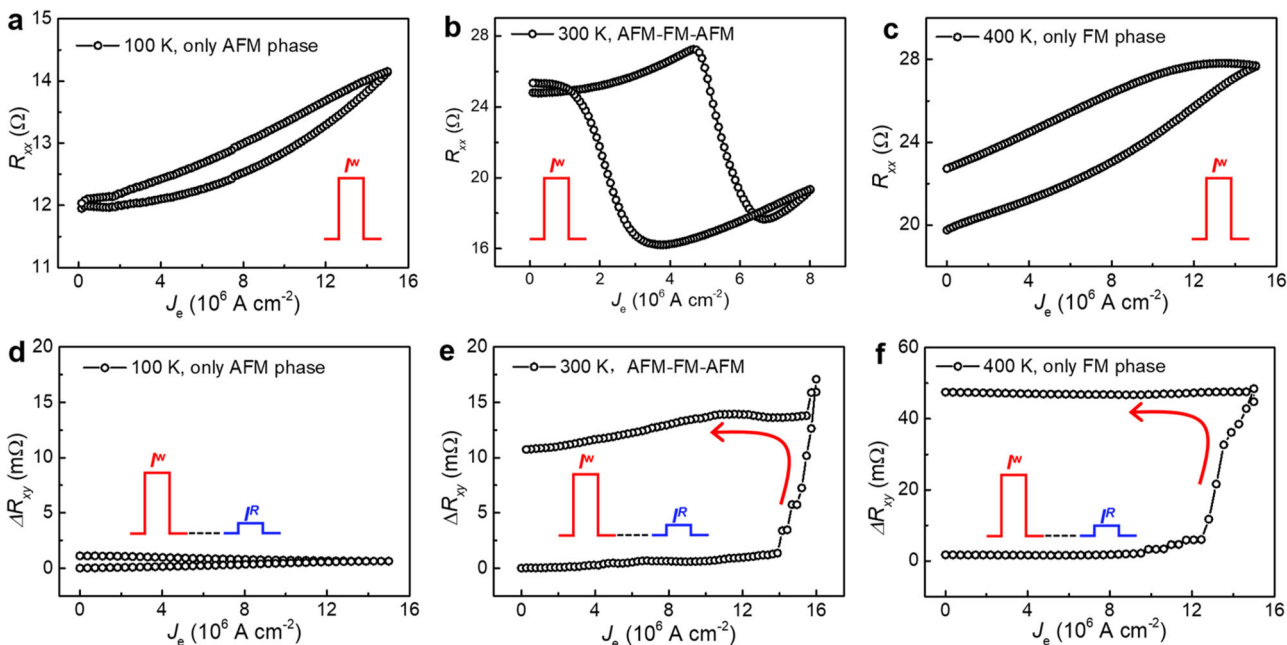 a
100 K, only AFM phase
15
14
13
12
11
R_xx (Ω)
I^W
0 4 8 12 16
J_e (10^6 A cm^-2)
b
300 K, AFM-FM-AFM
28
24
20
16
R_xx (Ω)
I^W
0 2 4 6 8
J_e (10^6 A cm^-2)
c
400 K, only FM phase
28
24
20
R_xx (Ω)
I^W
0 4 8 12 16
J_e (10^6 A cm^-2)
d
100 K, only AFM phase
20
15
10
5
0
ΔR_xy (mΩ)
I^W
I^R
0 4 8 12 16
J_e (10^6 A cm^-2)
e
300 K, AFM-FM-AFM
20
15
10
5
0
ΔR_xy (mΩ)
I^W
I^R
0 4 8 12 16
J_e (10^6 A cm^-2)
f
400 K, only FM phase
60
40
20
0
ΔR_xy (mΩ)
I^W
I^R
0 4 8 12 16
J_e (10^6 A cm^-2)